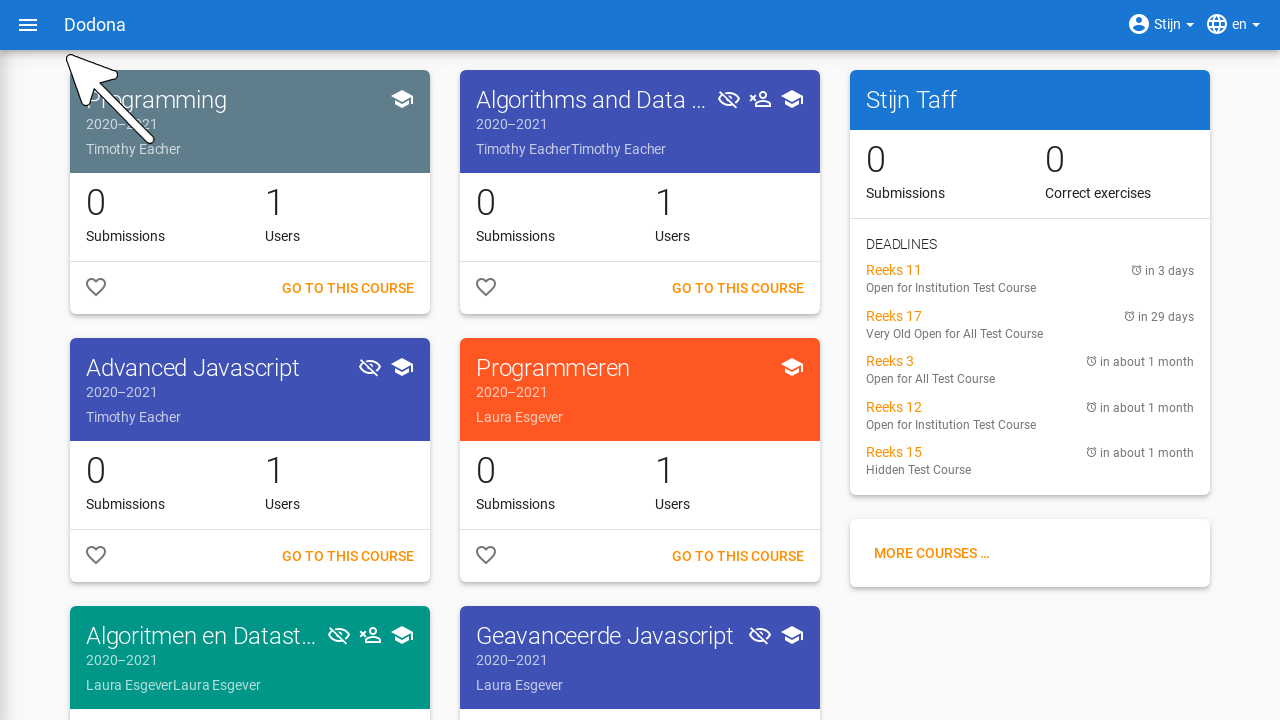 Dodona
Stijn
en
Programming
2020–2021
Timothy Eacher
0
Submissions
1
Users
GO TO THIS COURSE
Algorithms and Data ...
2020–2021
Timothy EacherTimothy Eacher
0
Submissions
1
Users
GO TO THIS COURSE
Advanced Javascript
2020–2021
Timothy Eacher
0
Submissions
1
Users
GO TO THIS COURSE
Programmeren
2020–2021
Laura Esgever
0
Submissions
1
Users
GO TO THIS COURSE
Algoritmen en Datast...
2020–2021
Laura EsgeverLaura Esgever
Geavanceerde Javascript
2020–2021
Laura Esgever
Stijn Taff
0
Submissions
0
Correct exercises
DEADLINES
Reeks 11 in 3 days
Open for Institution Test Course
Reeks 17 in 29 days
Very Old Open for All Test Course
Reeks 3 in about 1 month
Open for All Test Course
Reeks 12 in about 1 month
Open for Institution Test Course
Reeks 15 in about 1 month
Hidden Test Course
MORE COURSES ...